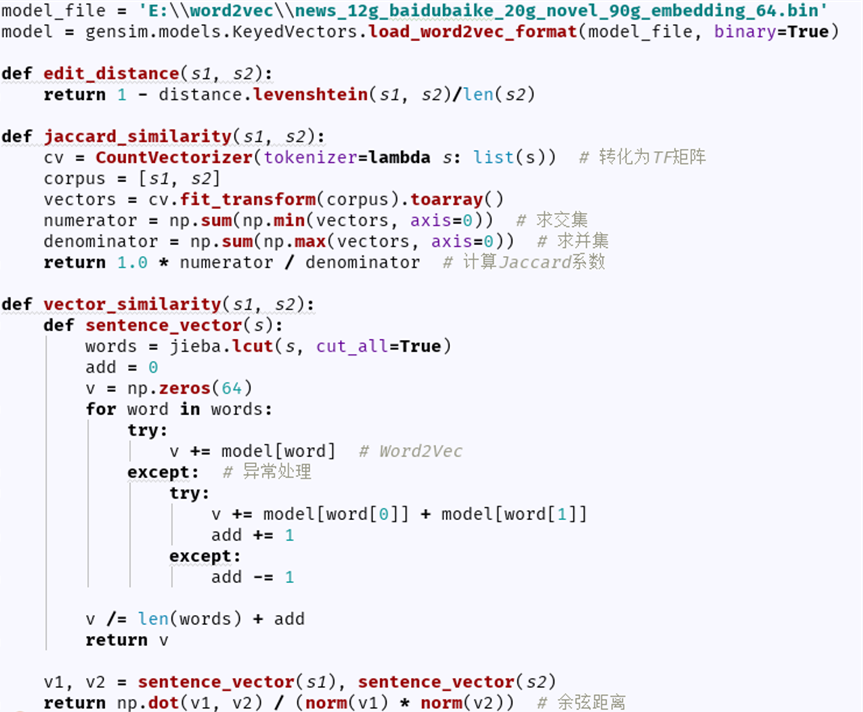 model_file = 'E:\\word2vec\\news_12g_baidubaike_20g_novel_90g_embedding_64.bin'
model = gensim.models.KeyedVectors.load_word2vec_format(model_file, binary=True)

def edit_distance(s1, s2):
    return 1 - distance.levenshtein(s1, s2)/len(s2)

def jaccard_similarity(s1, s2):
    cv = CountVectorizer(tokenizer=lambda s: list(s))  # 转化为TF矩阵
    corpus = [s1, s2]
    vectors = cv.fit_transform(corpus).toarray()
    numerator = np.sum(np.min(vectors, axis=0))  # 求交集
    denominator = np.sum(np.max(vectors, axis=0))  # 求并集
    return 1.0 * numerator / denominator  # 计算Jaccard系数

def vector_similarity(s1, s2):
    def sentence_vector(s):
        words = jieba.lcut(s, cut_all=True)
        add = 0
        v = np.zeros(64)
        for word in words:
            try:
                v += model[word]  # Word2Vec
            except:  # 异常处理
                try:
                    v += model[word[0]] + model[word[1]]
                    add += 1
                except:
                    add -= 1

        v /= len(words) + add
        return v

    v1, v2 = sentence_vector(s1), sentence_vector(s2)
    return np.dot(v1, v2) / (norm(v1) * norm(v2))  # 余弦距离